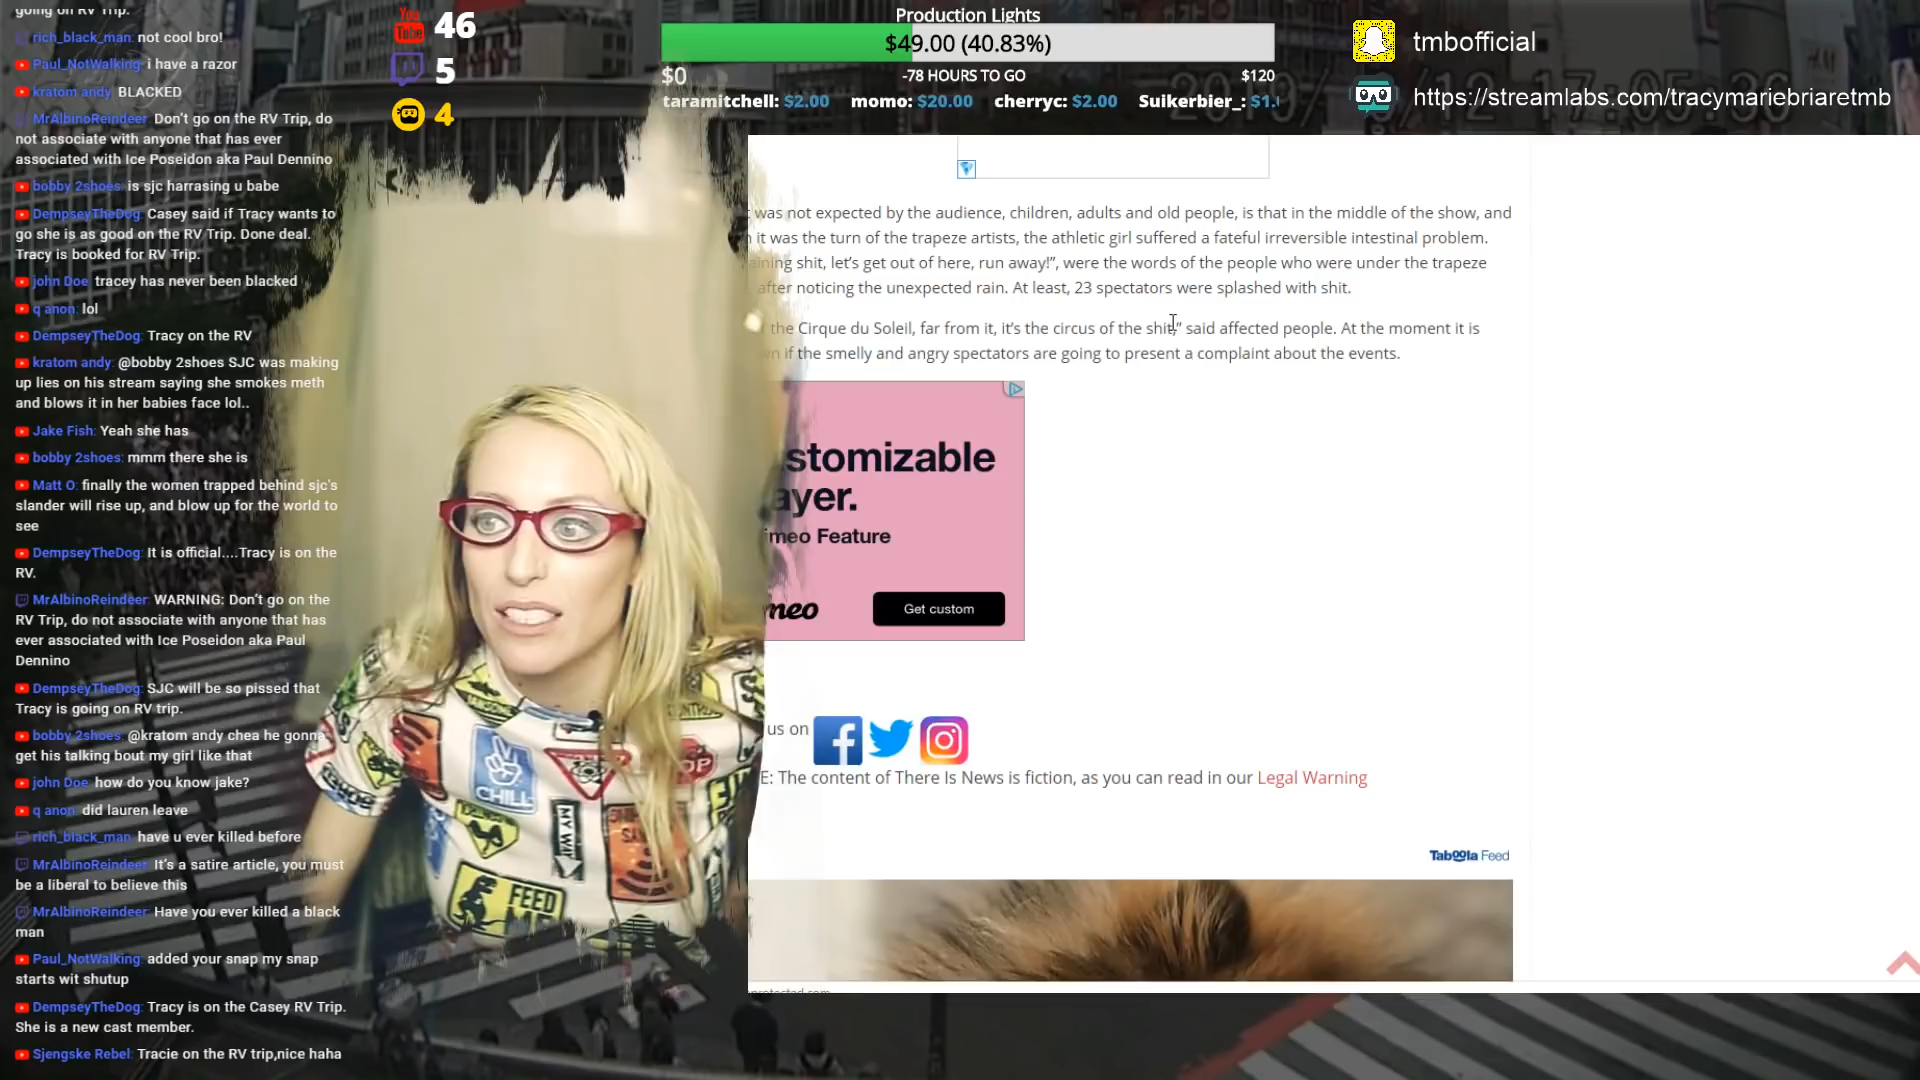 going on RV Trip.
rich_black_man: not cool bro!
Paul_NotWalking: i have a razor
kratom andy: BLACKED
MrAlbinoReindeer: Don't go on the RV Trip, do
not associate with anyone that has ever
associated with Ice Poseidon aka Paul Dennino
bobby 2shoes: is sjc harrasing u babe
DempseyTheDog: Casey said if Tracy wants to
go she is as good on the RV Trip. Done deal.
Tracy is booked for RV Trip.
john Doe: tracey has never been blacked
q anon: lol
DempseyTheDog: Tracy on the RV
kratom andy: @bobby 2shoes SJC was making
up lies on his stream saying she smokes meth
and blows it in her babies face lol..
Jake Fish: Yeah she has
bobby 2shoes: mmm there she is
Matt O: finally the women trapped behind sjc's
slander will rise up, and blow up for the world to
see
DempseyTheDog: It is official....Tracy is on the
RV.
MrAlbinoReindeer: WARNING: Don't go on the
RV Trip, do not associate with anyone that has
ever associated with Ice Poseidon aka Paul
Dennino
DempseyTheDog: SJC will be so pissed that
Tracy is going on RV trip.
bobby 2shoes: @kratom andy chea he gonna
get his talking bout my girl like that
john Doe: how do you know jake?
q anon: did lauren leave
rich_black_man: have u ever killed before
MrAlbinoReindeer: It's a satire article, you must
be a liberal to believe this
MrAlbinoReindeer: Have you ever killed a black
man
Paul_NotWalking: added your snap my snap
starts wit shutup
DempseyTheDog: Tracy is on the Casey RV Trip.
She is a new cast member.
Sjengske Rebel: Tracie on the RV trip,nice haha
You Tube 46
5
4
Production Lights
$49.00 (40.83%)
$0 -78 HOURS TO GO $120
taramitchell: $2.00 momo: $20.00 cherryc: $2.00 Suikerbier_: $1.
tmbofficial
https://streamlabs.com/tracymariebriaretmb
was not expected by the audience, children, adults and old people, is that in the middle of the show, and
it was the turn of the trapeze artists, the athletic girl suffered a fateful irreversible intestinal problem.
shit, let's get out of here, run away!", were the words of the people who were under the trapeze
after noticing the unexpected rain. At least, 23 spectators were splashed with shit.
the Cirque du Soleil, far from it, it's the circus of the shit," said affected people. At the moment it is
if the smelly and angry spectators are going to present a complaint about the events.
stomizable
ayer.
imeo Feature
meo
Get custom
us on
E: The content of There Is News is fiction, as you can read in our Legal Warning
Taboola Feed
CHILL
MY WIFI
STOP
FEED